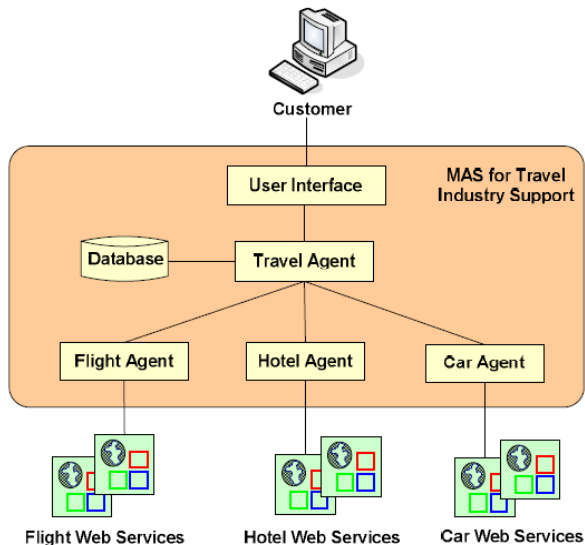 Customer
MAS for Travel
Industry Support
User Interface
Database
Travel Agent
Flight Agent
Hotel Agent
Car Agent
Flight Web Services
Hotel Web Services
Car Web Services